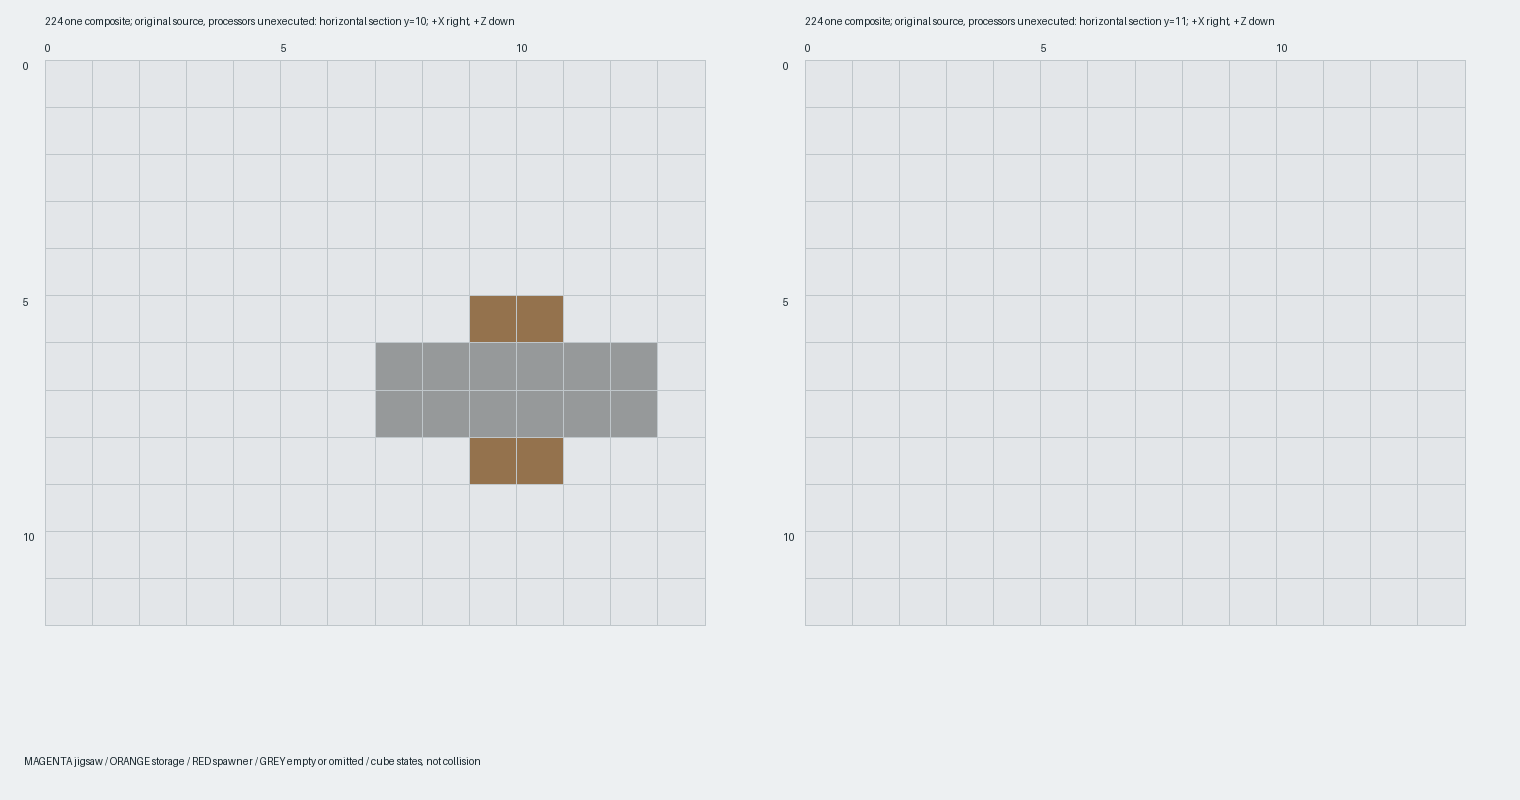 224 one composite; original source, processors unexecuted: horizontal section y=10; +X right, +Z down
224 one composite; original source, processors unexecuted: horizontal section y=11; +X right, +Z down
0 5 10
0 5 10
0 0
5 5
10 10
MAGENTA jigsaw / ORANGE storage / RED spawner / GREY empty or omitted / cube states, not collision